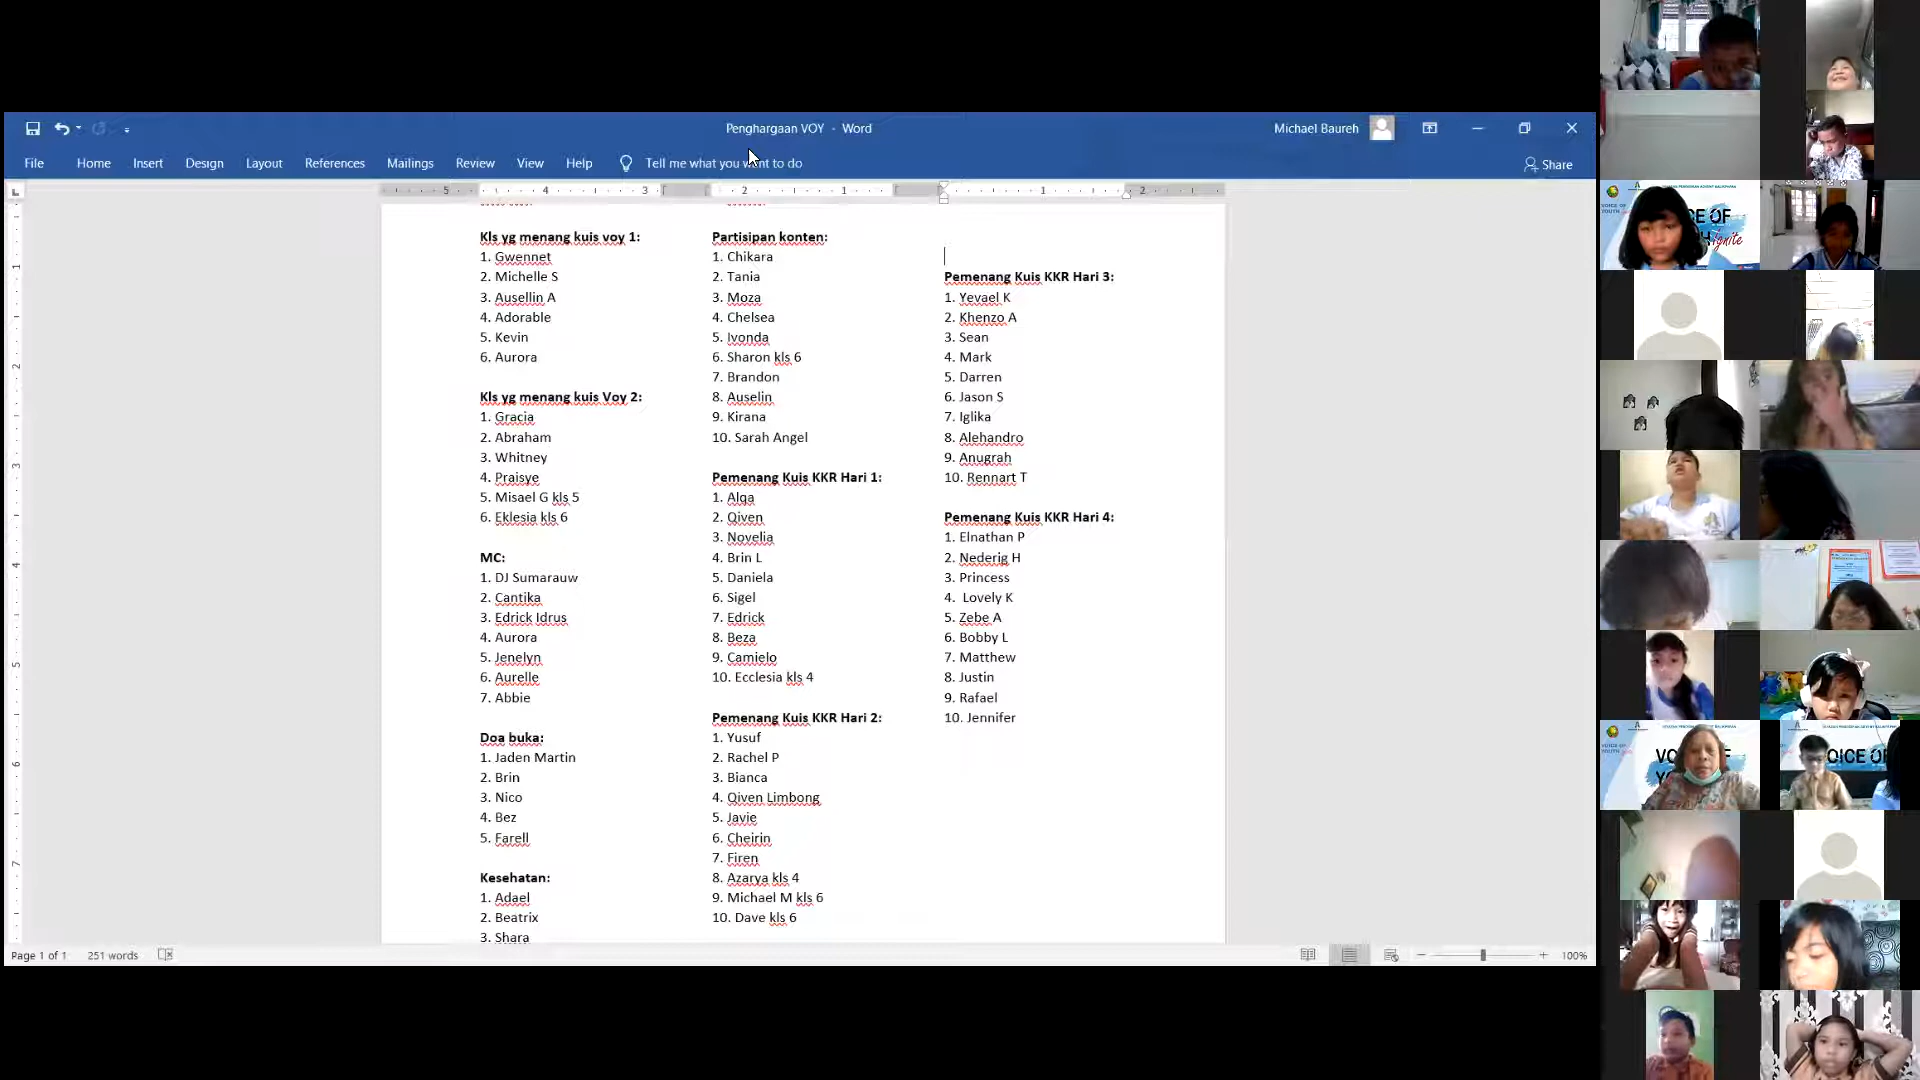 Penghargaan VOY - Word
Michael Baureh
File Home Insert Design Layout References Mailings Review View Help Tell me what you want to do
Share
Kls yg menang kuis voy 1:
1. Gwennet
2. Michelle S
3. Ausellin A
4. Adorable
5. Kevin
6. Aurora
Kls yg menang kuis Voy 2:
1. Gracia
2. Abraham
3. Whitney
4. Praisye
5. Misael G kls 5
6. Eklesia kls 6
MC:
1. DJ Sumarauw
2. Cantika
3. Edrick Idrus
4. Aurora
5. Jenelyn
6. Aurelle
7. Abbie
Doa buka:
1. Jaden Martin
2. Brin
3. Nico
4. Bez
5. Farell
Kesehatan:
1. Adael
2. Beatrix
3. Shara
Partisipan konten:
1. Chikara
2. Tania
3. Moza
4. Chelsea
5. Ivonda
6. Sharon kls 6
7. Brandon
8. Auselin
9. Kirana
10. Sarah Angel
Pemenang Kuis KKR Hari 1:
1. Alqa
2. Qiven
3. Novelia
4. Brin L
5. Daniela
6. Sigel
7. Edrick
8. Beza
9. Camielo
10. Ecclesia kls 4
Pemenang Kuis KKR Hari 2:
1. Yusuf
2. Rachel P
3. Bianca
4. Qiven Limbong
5. Javie
6. Cheirin
7. Firen
8. Azarya kls 4
9. Michael M kls 6
10. Dave kls 6
Pemenang Kuis KKR Hari 3:
1. Yevael K
2. Khenzo A
3. Sean
4. Mark
5. Darren
6. Jason S
7. Iglika
8. Alehandro
9. Anugrah
10. Rennart T
Pemenang Kuis KKR Hari 4:
1. Elnathan P
2. Nederig H
3. Princess
4. Lovely K
5. Zebe A
6. Bobby L
7. Matthew
8. Justin
9. Rafael
10. Jennifer
Page 1 of 1 251 words
100%